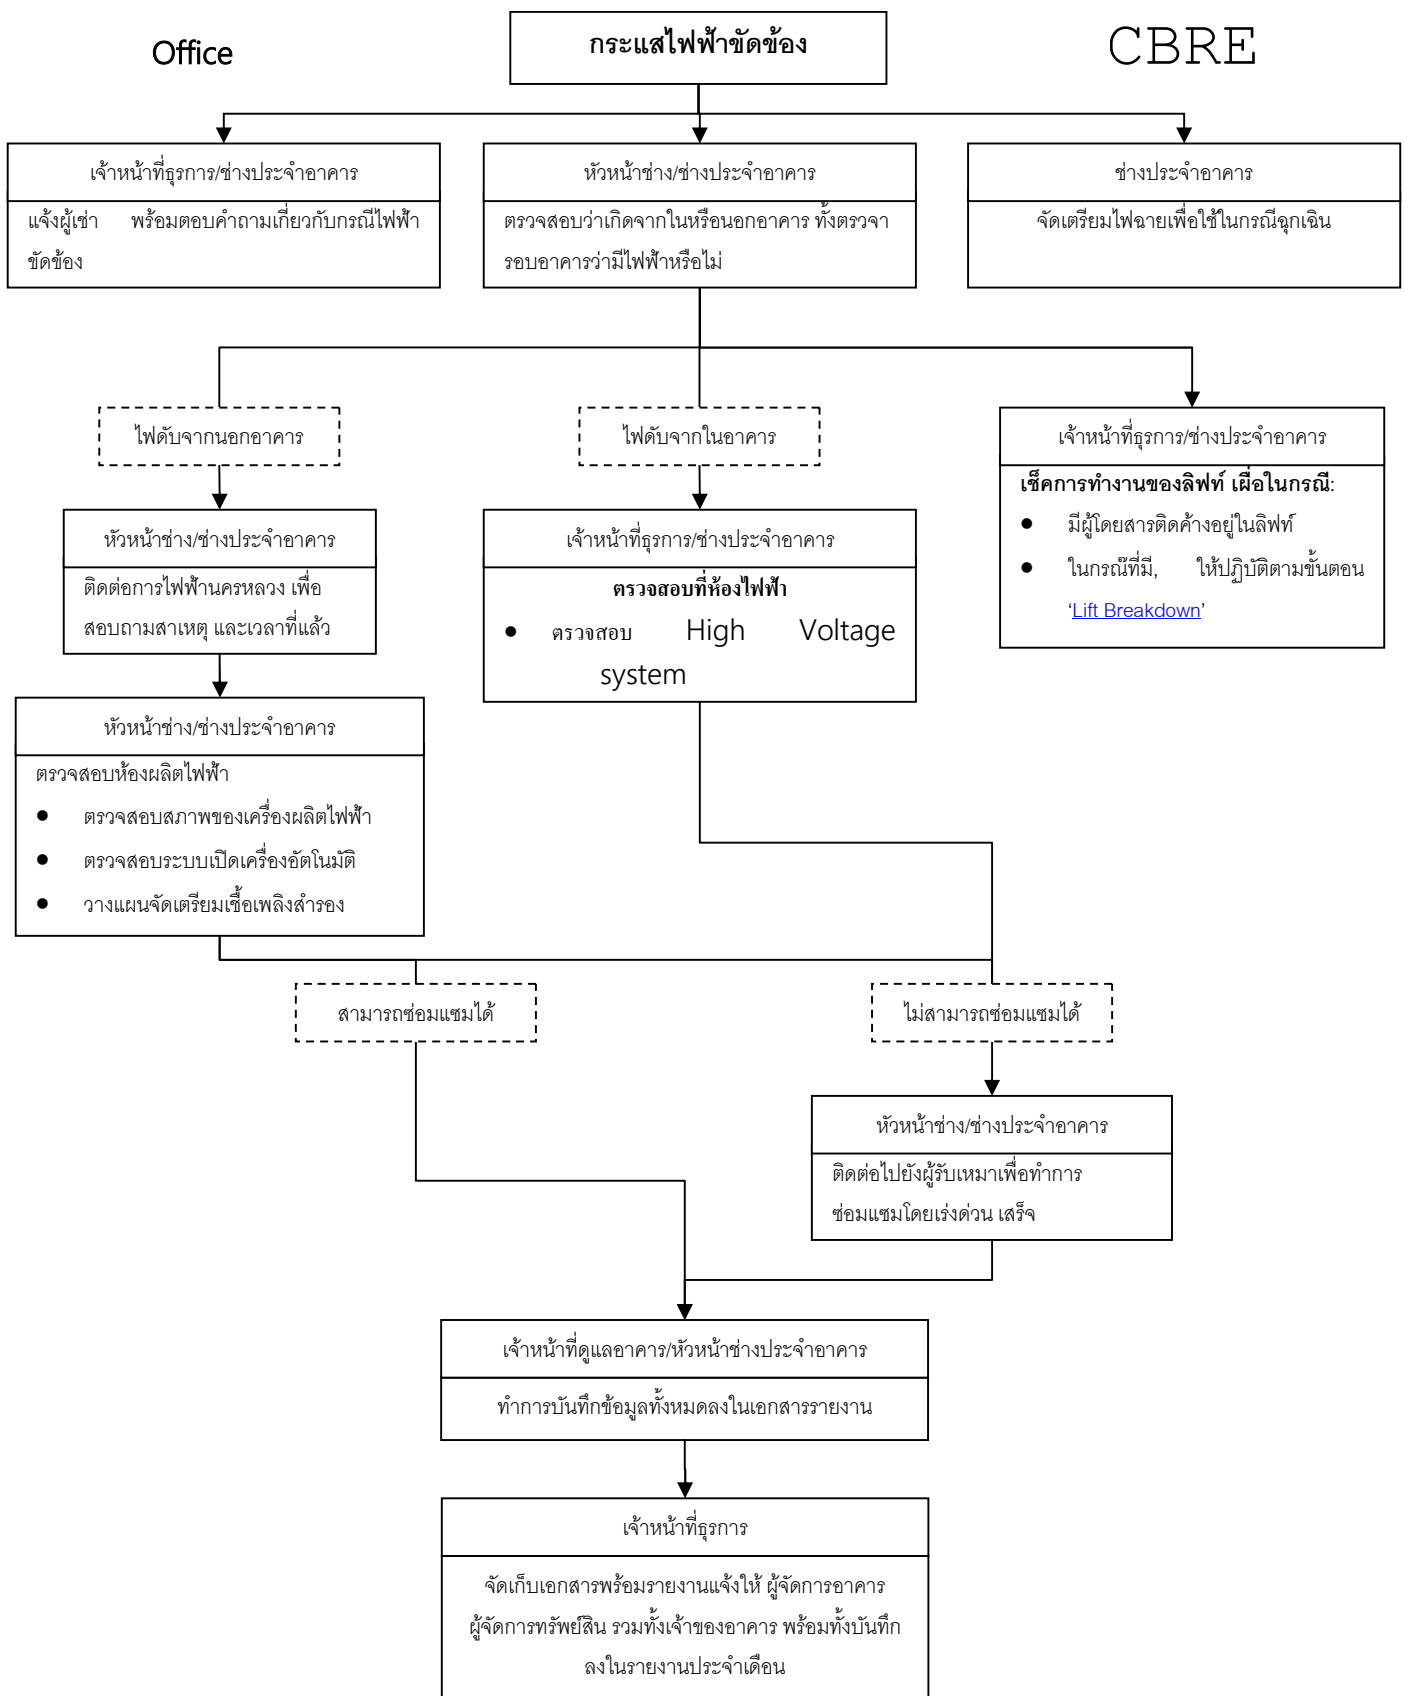 Office
กระแสไฟฟ้าขัดข้อง
CBRE
เจ้าหน้าที่ธุรการ/ช่างประจำอาคาร
แจ้งผู้เช่า พร้อมตอบคำถามเกี่ยวกับกรณีไฟฟ้า
ขัดข้อง
หัวหน้าช่าง/ช่างประจำอาคาร
ตรวจสอบว่าเกิดจากในหรือนอกอาคาร ทั้งตรวจา
รอบอาคารว่ามีไฟฟ้าหรือไม่
ช่างประจำอาคาร
จัดเตรียมไฟฉายเพื่อใช้ในกรณีฉุกเฉิน
ไฟดับจากนอกอาคาร
ไฟดับจากในอาคาร
เจ้าหน้าที่ธุรการ/ช่างประจำอาคาร
เช็คการทำงานของลิฟท์ เผื่อในกรณี:
● มีผู้โดยสารติดค้างอยู่ในลิฟท์
● ในกรณ๊ที่มี, ให้ปฏิบัติตามขั้นตอน
‘Lift Breakdown’
หัวหน้าช่าง/ช่างประจำอาคาร
ติดต่อการไฟฟ้านครหลวง เพื่อ
สอบถามสาเหตุ และเวลาที่แล้ว
เจ้าหน้าที่ธุรการ/ช่างประจำอาคาร
ตรวจสอบที่ห้องไฟฟ้า
● ตรวจสอบ High Voltage
system
หัวหน้าช่าง/ช่างประจำอาคาร
ตรวจสอบห้องผลิตไฟฟ้า
● ตรวจสอบสภาพของเครื่องผลิตไฟฟ้า
● ตรวจสอบระบบเปิดเครื่องอัตโนมัติ
● วางแผนจัดเตรียมเชื้อเพลิงสำรอง
สามารถซ่อมแซมได้
ไม่สามารถซ่อมแซมได้
หัวหน้าช่าง/ช่างประจำอาคาร
ติดต่อไปยังผู้รับเหมาเพื่อทำการ
ซ่อมแซมโดยเร่งด่วน เสร็จ
เจ้าหน้าที่ดูแลอาคาร/หัวหน้าช่างประจำอาคาร
ทำการบันทึกข้อมูลทั้งหมดลงในเอกสารรายงาน
เจ้าหน้าที่ธุรการ
จัดเก็บเอกสารพร้อมรายงานแจ้งให้ ผู้จัดการอาคาร
ผู้จัดการทรัพย์สิน รวมทั้งเจ้าของอาคาร พร้อมทั้งบันทึก
ลงในรายงานประจำเดือน